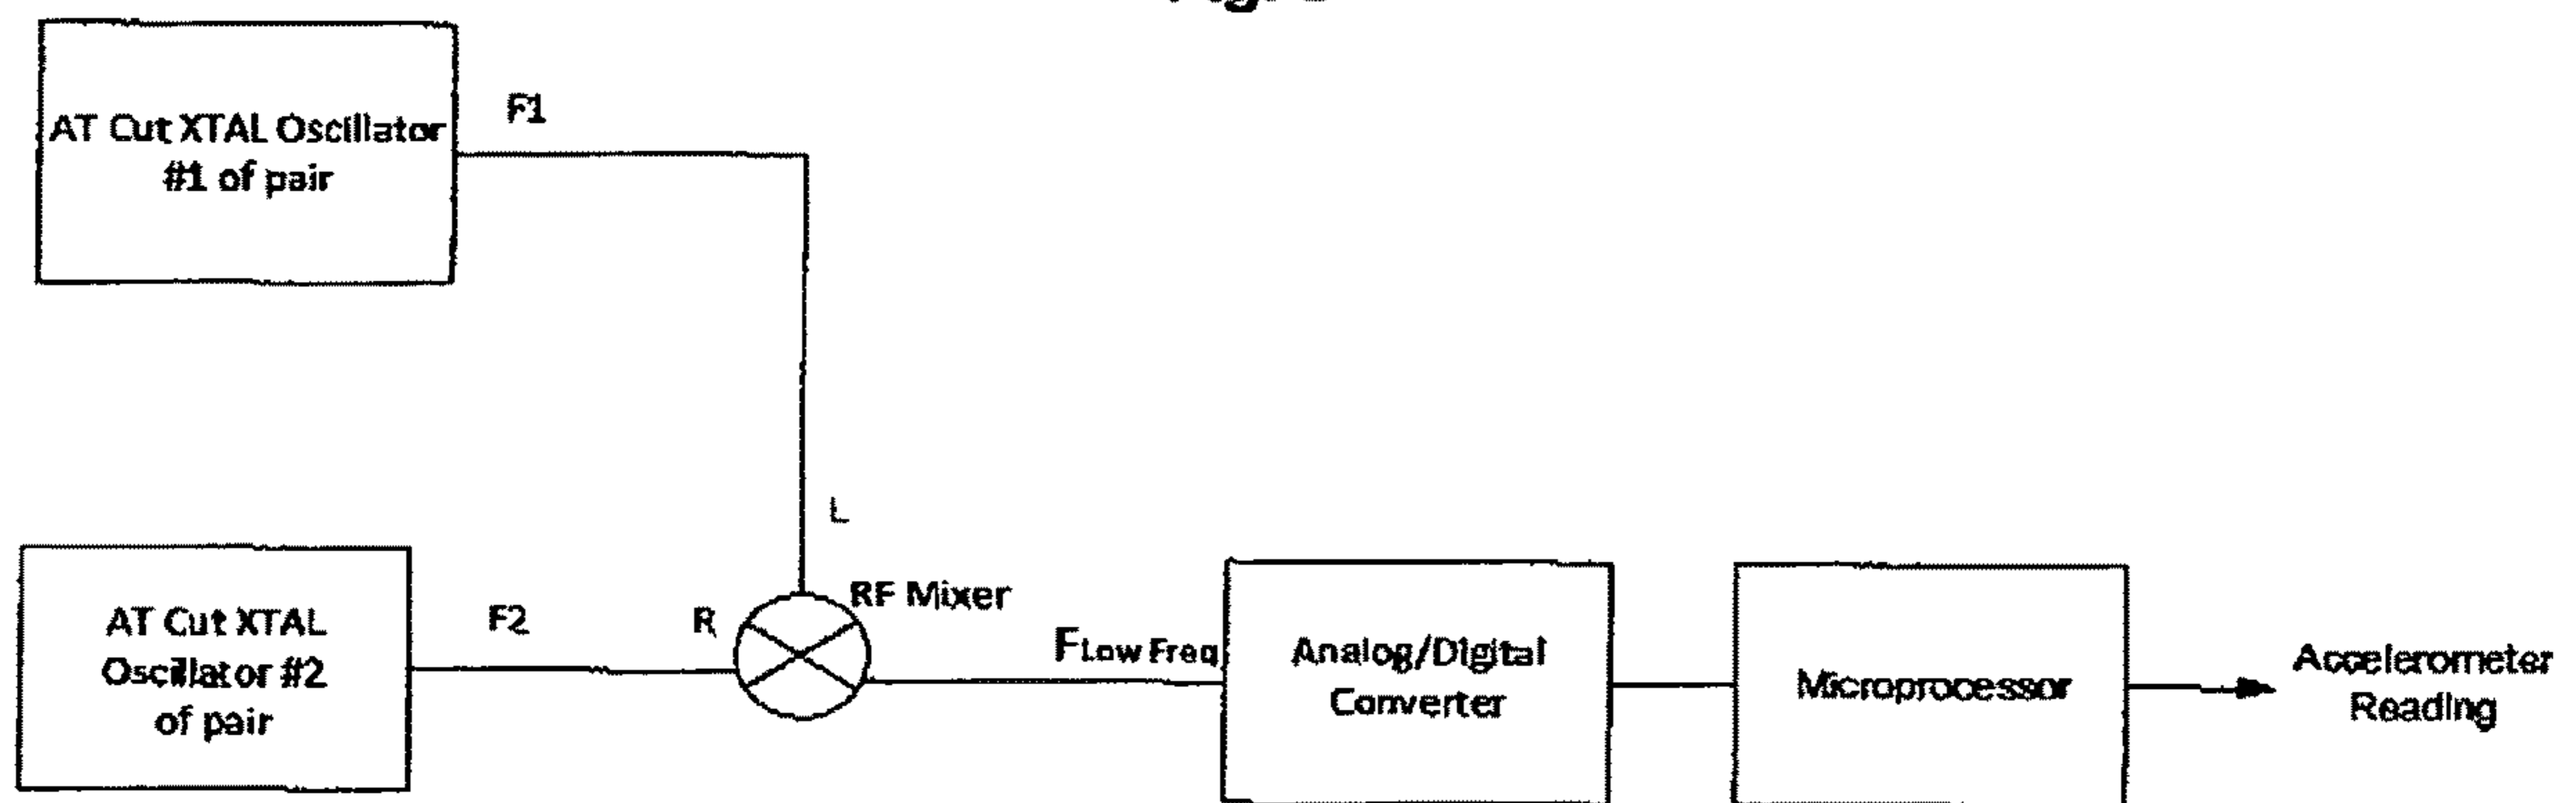 AT Cut XTAL Oscillator
#1 of pair
F1
L
AT Cut XTAL
Oscillator #2
of pair
F2
R
RF Mixer
FLow Freq
Analog/Digital
Converter
Microprocessor
Accelerometer
Reading